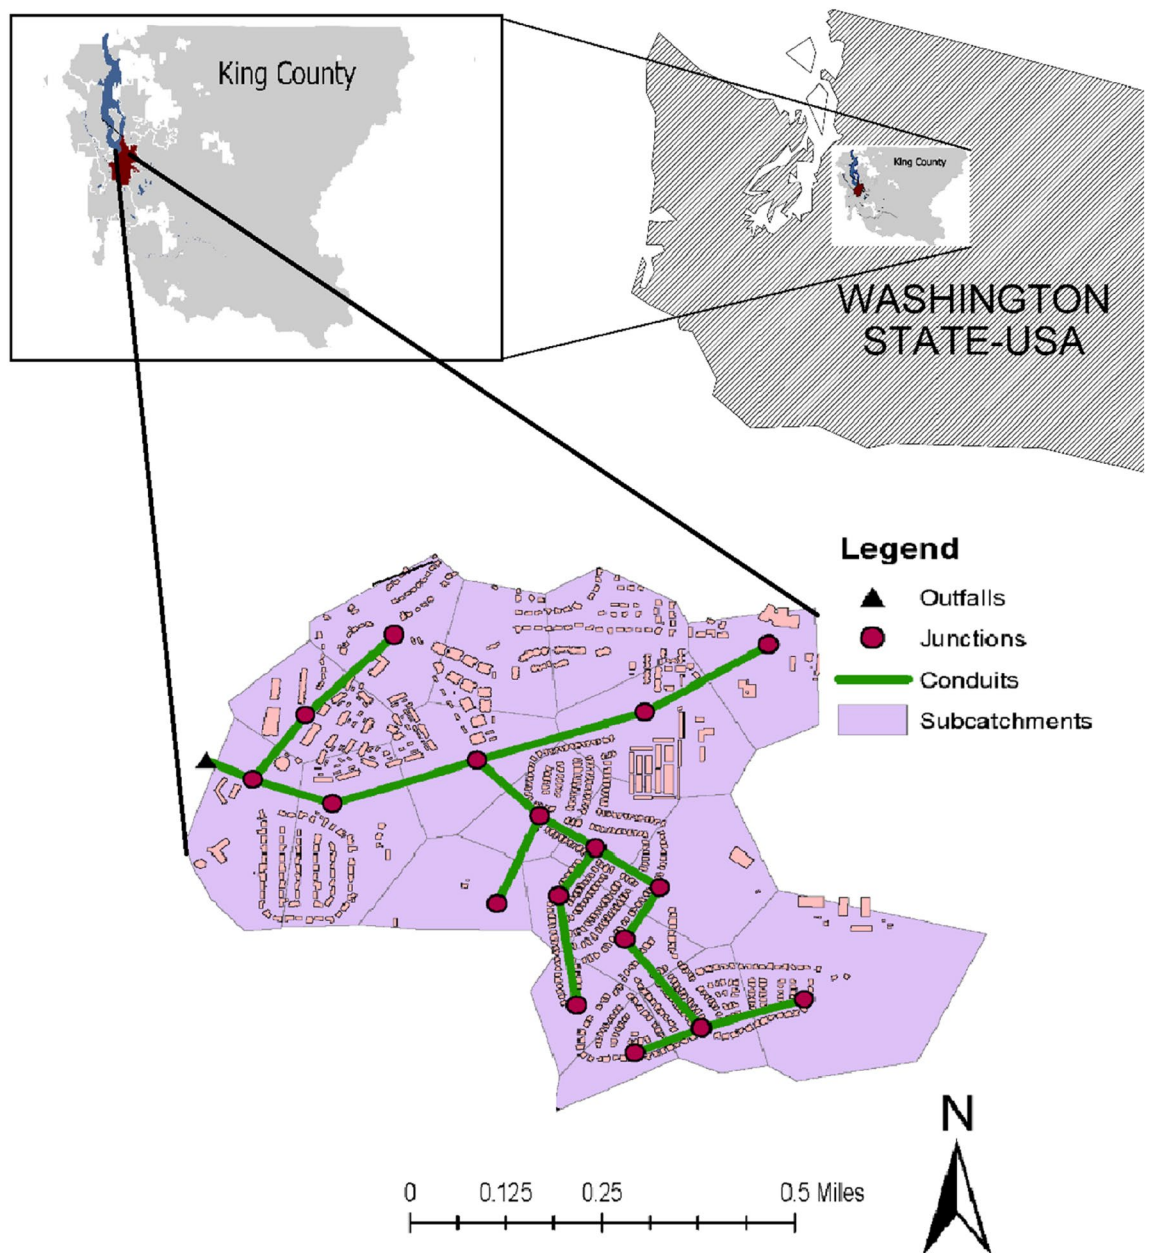 King County
King County
WASHINGTON
STATE-USA
Legend
Outfalls
Junctions
Conduits
Subcatchments
N
0 0.125 0.25 0.5 Miles